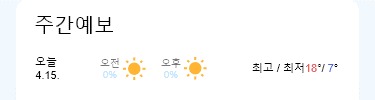 주간예보
오늘 오전 오후
4.15. 0% 0% 최고 / 최저18°/ 7°